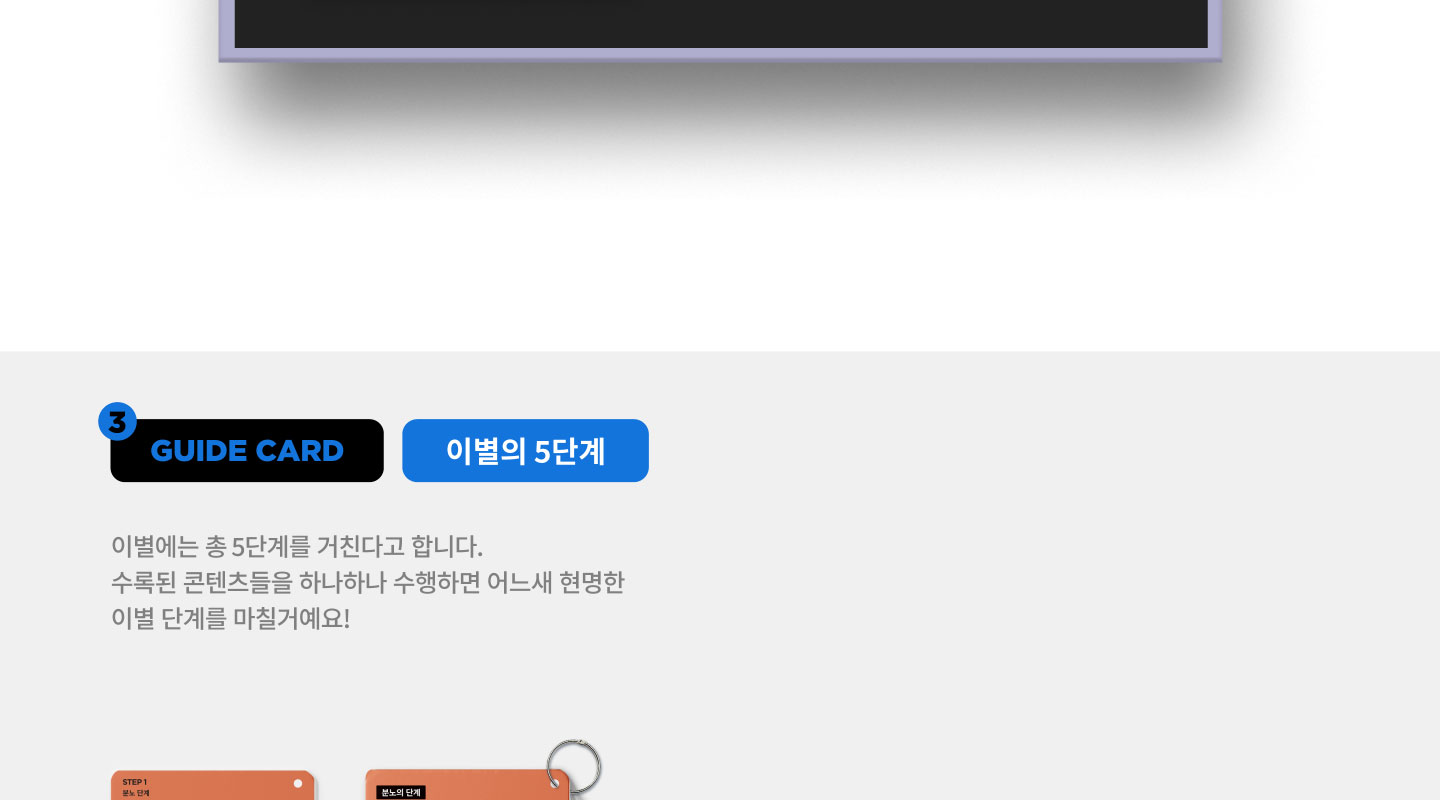 3
GUIDE CARD
이별의 5단계
이별에는 총 5단계를 거친다고 합니다.
수록된 콘텐츠들을 하나하나 수행하면 어느새 현명한
이별 단계를 마칠거예요!
STEP 1
분노 단계
분노의 단계